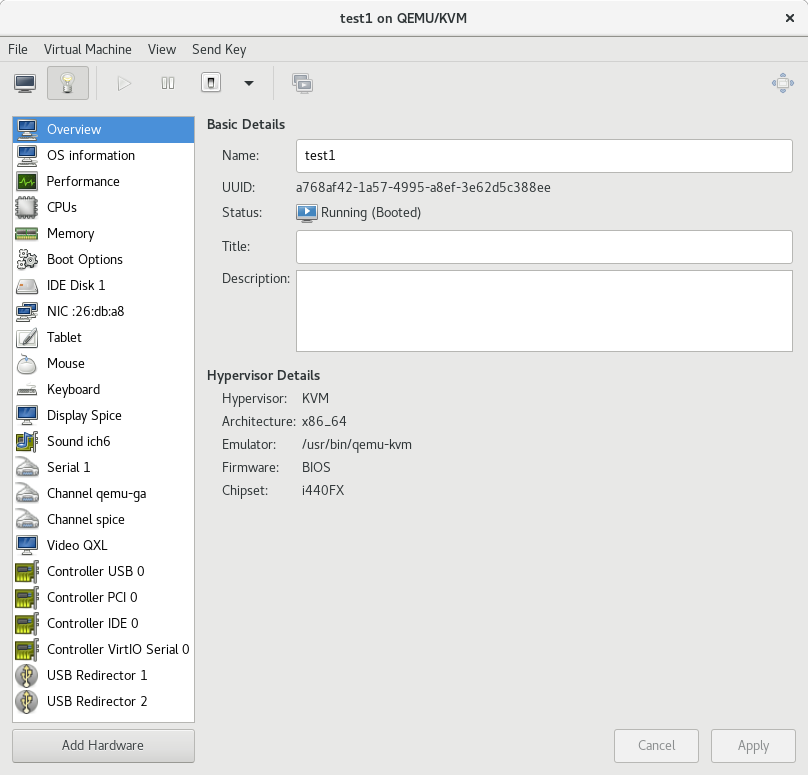 test1 on QEMU/KVM
File Virtual Machine View Send Key
Overview
OS information
Performance
CPUs
Memory
Boot Options
IDE Disk 1
NIC :26:db:a8
Tablet
Mouse
Keyboard
Display Spice
Sound ich6
Serial 1
Channel qemu-ga
Channel spice
Video QXL
Controller USB 0
Controller PCI 0
Controller IDE 0
Controller VirtIO Serial 0
USB Redirector 1
USB Redirector 2
Add Hardware
Basic Details
Name: test1
UUID: a768af42-1a57-4995-a8ef-3e62d5c388ee
Status: Running (Booted)
Title:
Description:
Hypervisor Details
Hypervisor: KVM
Architecture: x86_64
Emulator: /usr/bin/qemu-kvm
Firmware: BIOS
Chipset: i440FX
Cancel Apply